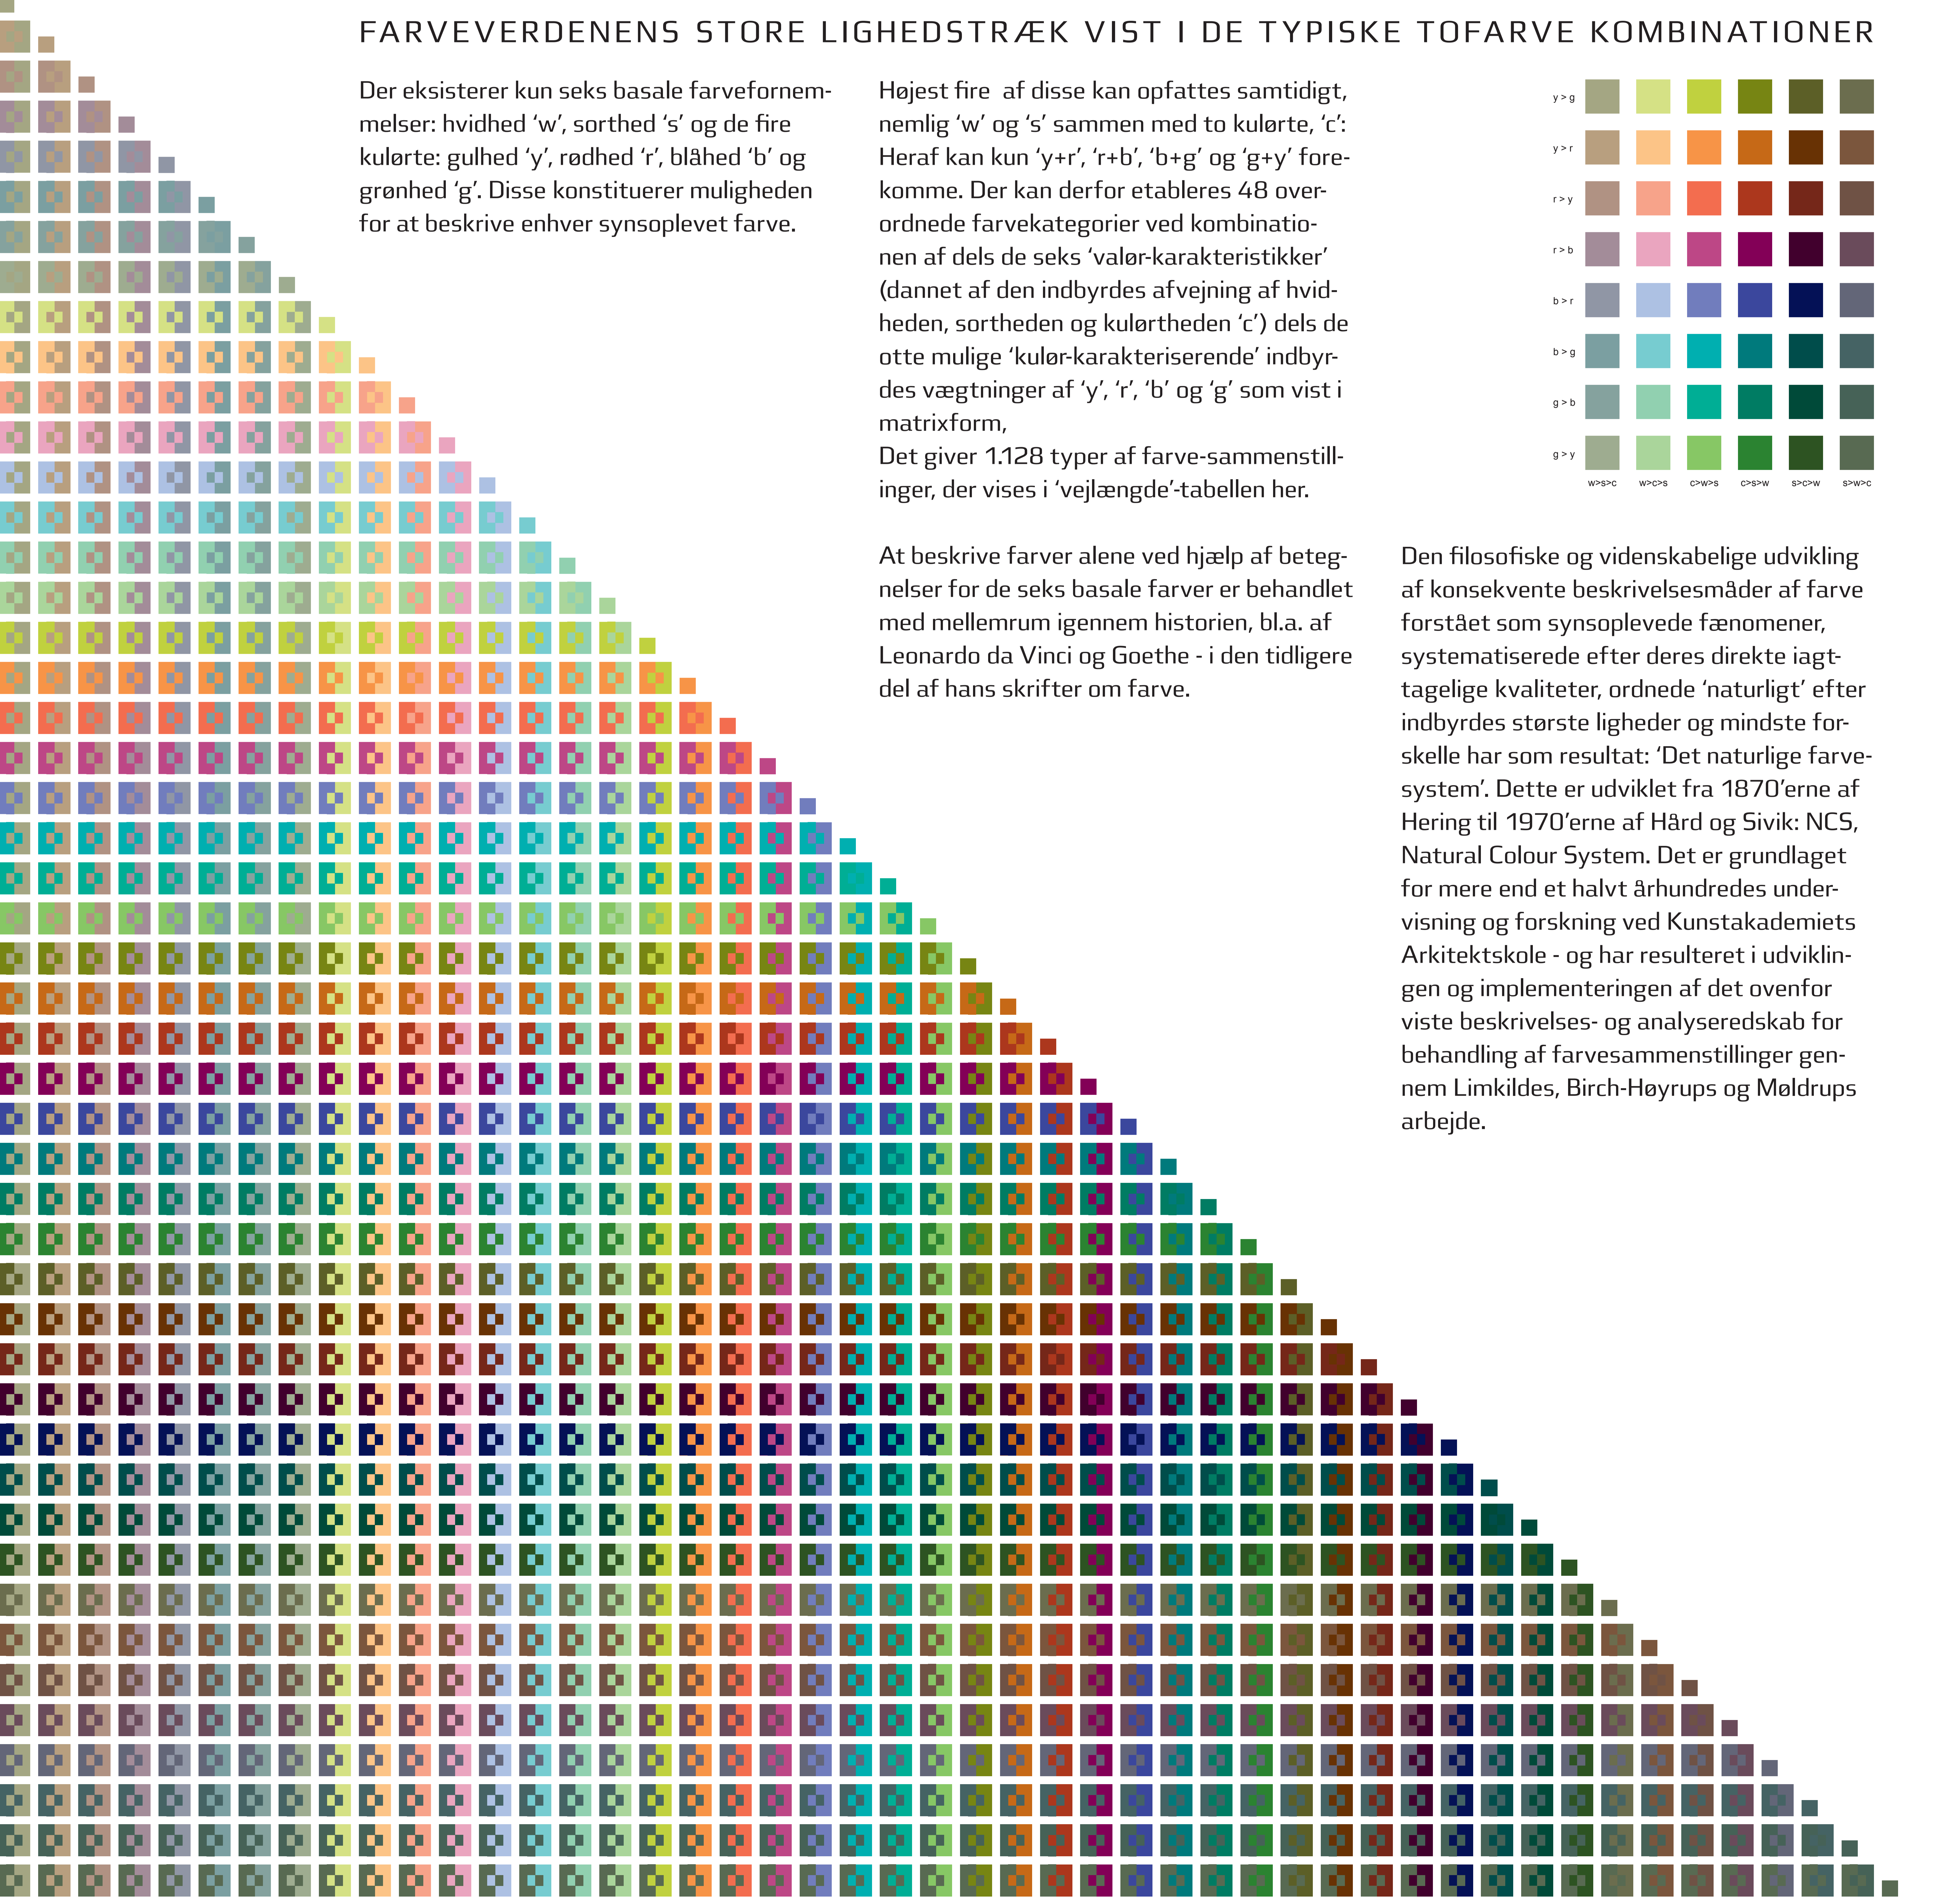 FARVEVERDENENS STORE LIGHEDSTRÆK VIST I DE TYPISKE TOFARVE KOMBINATIONER
Der eksisterer kun seks basale farvefornem-
melser: hvidhed ‘w’, sorthed ‘s’ og de fire
kulørte: gulhed ‘y’, rødhed ‘r’, blåhed ‘b’ og
grønhed ‘g’. Disse konstituerer muligheden
for at beskrive enhver synsoplevet farve.
Højest fire  af disse kan opfattes samtidigt,
nemlig ‘w’ og ‘s’ sammen med to kulørte, ‘c’:
Heraf kan kun ‘y+r’, ‘r+b’, ‘b+g’ og ‘g+y’ fore-
komme. Der kan derfor etableres 48 over-
ordnede farvekategorier ved kombinatio-
nen af dels de seks ‘valør-karakteristikker’
(dannet af den indbyrdes afvejning af hvid-
heden, sortheden og kulørtheden ‘c’) dels de
otte mulige ‘kulør-karakteriserende’ indbyr-
des vægtninger af ‘y’, ‘r’, ‘b’ og ‘g’ som vist i
matrixform,
Det giver 1.128 typer af farve-sammenstill-
inger, der vises i ‘vejlængde’-tabellen her.
At beskrive farver alene ved hjælp af beteg-
nelser for de seks basale farver er behandlet
med mellemrum igennem historien, bl.a. af
Leonardo da Vinci og Goethe - i den tidligere
del af hans skrifter om farve.
y > g
y > r
r > y
r > b
b > r
b > g
g > b
g > y
w>s>c w>c>s c>w>s c>s>w s>c>w s>w>c
Den filosofiske og videnskabelige udvikling
af konsekvente beskrivelsesmåder af farve
forstået som synsoplevede fænomener,
systematiserede efter deres direkte iagt-
tagelige kvaliteter, ordnede ‘naturligt’ efter
indbyrdes største ligheder og mindste for-
skelle har som resultat: ‘Det naturlige farve-
system’. Dette er udviklet fra 1870’erne af
Hering til 1970’erne af Hård og Sivik: NCS,
Natural Colour System. Det er grundlaget
for mere end et halvt århundredes under-
visning og forskning ved Kunstakademiets
Arkitektskole - og har resulteret i udviklin-
gen og implementeringen af det ovenfor
viste beskrivelses- og analyseredskab for
behandling af farvesammenstillinger gen-
nem Limkildes, Birch-Høyrups og Møldrups
arbejde.